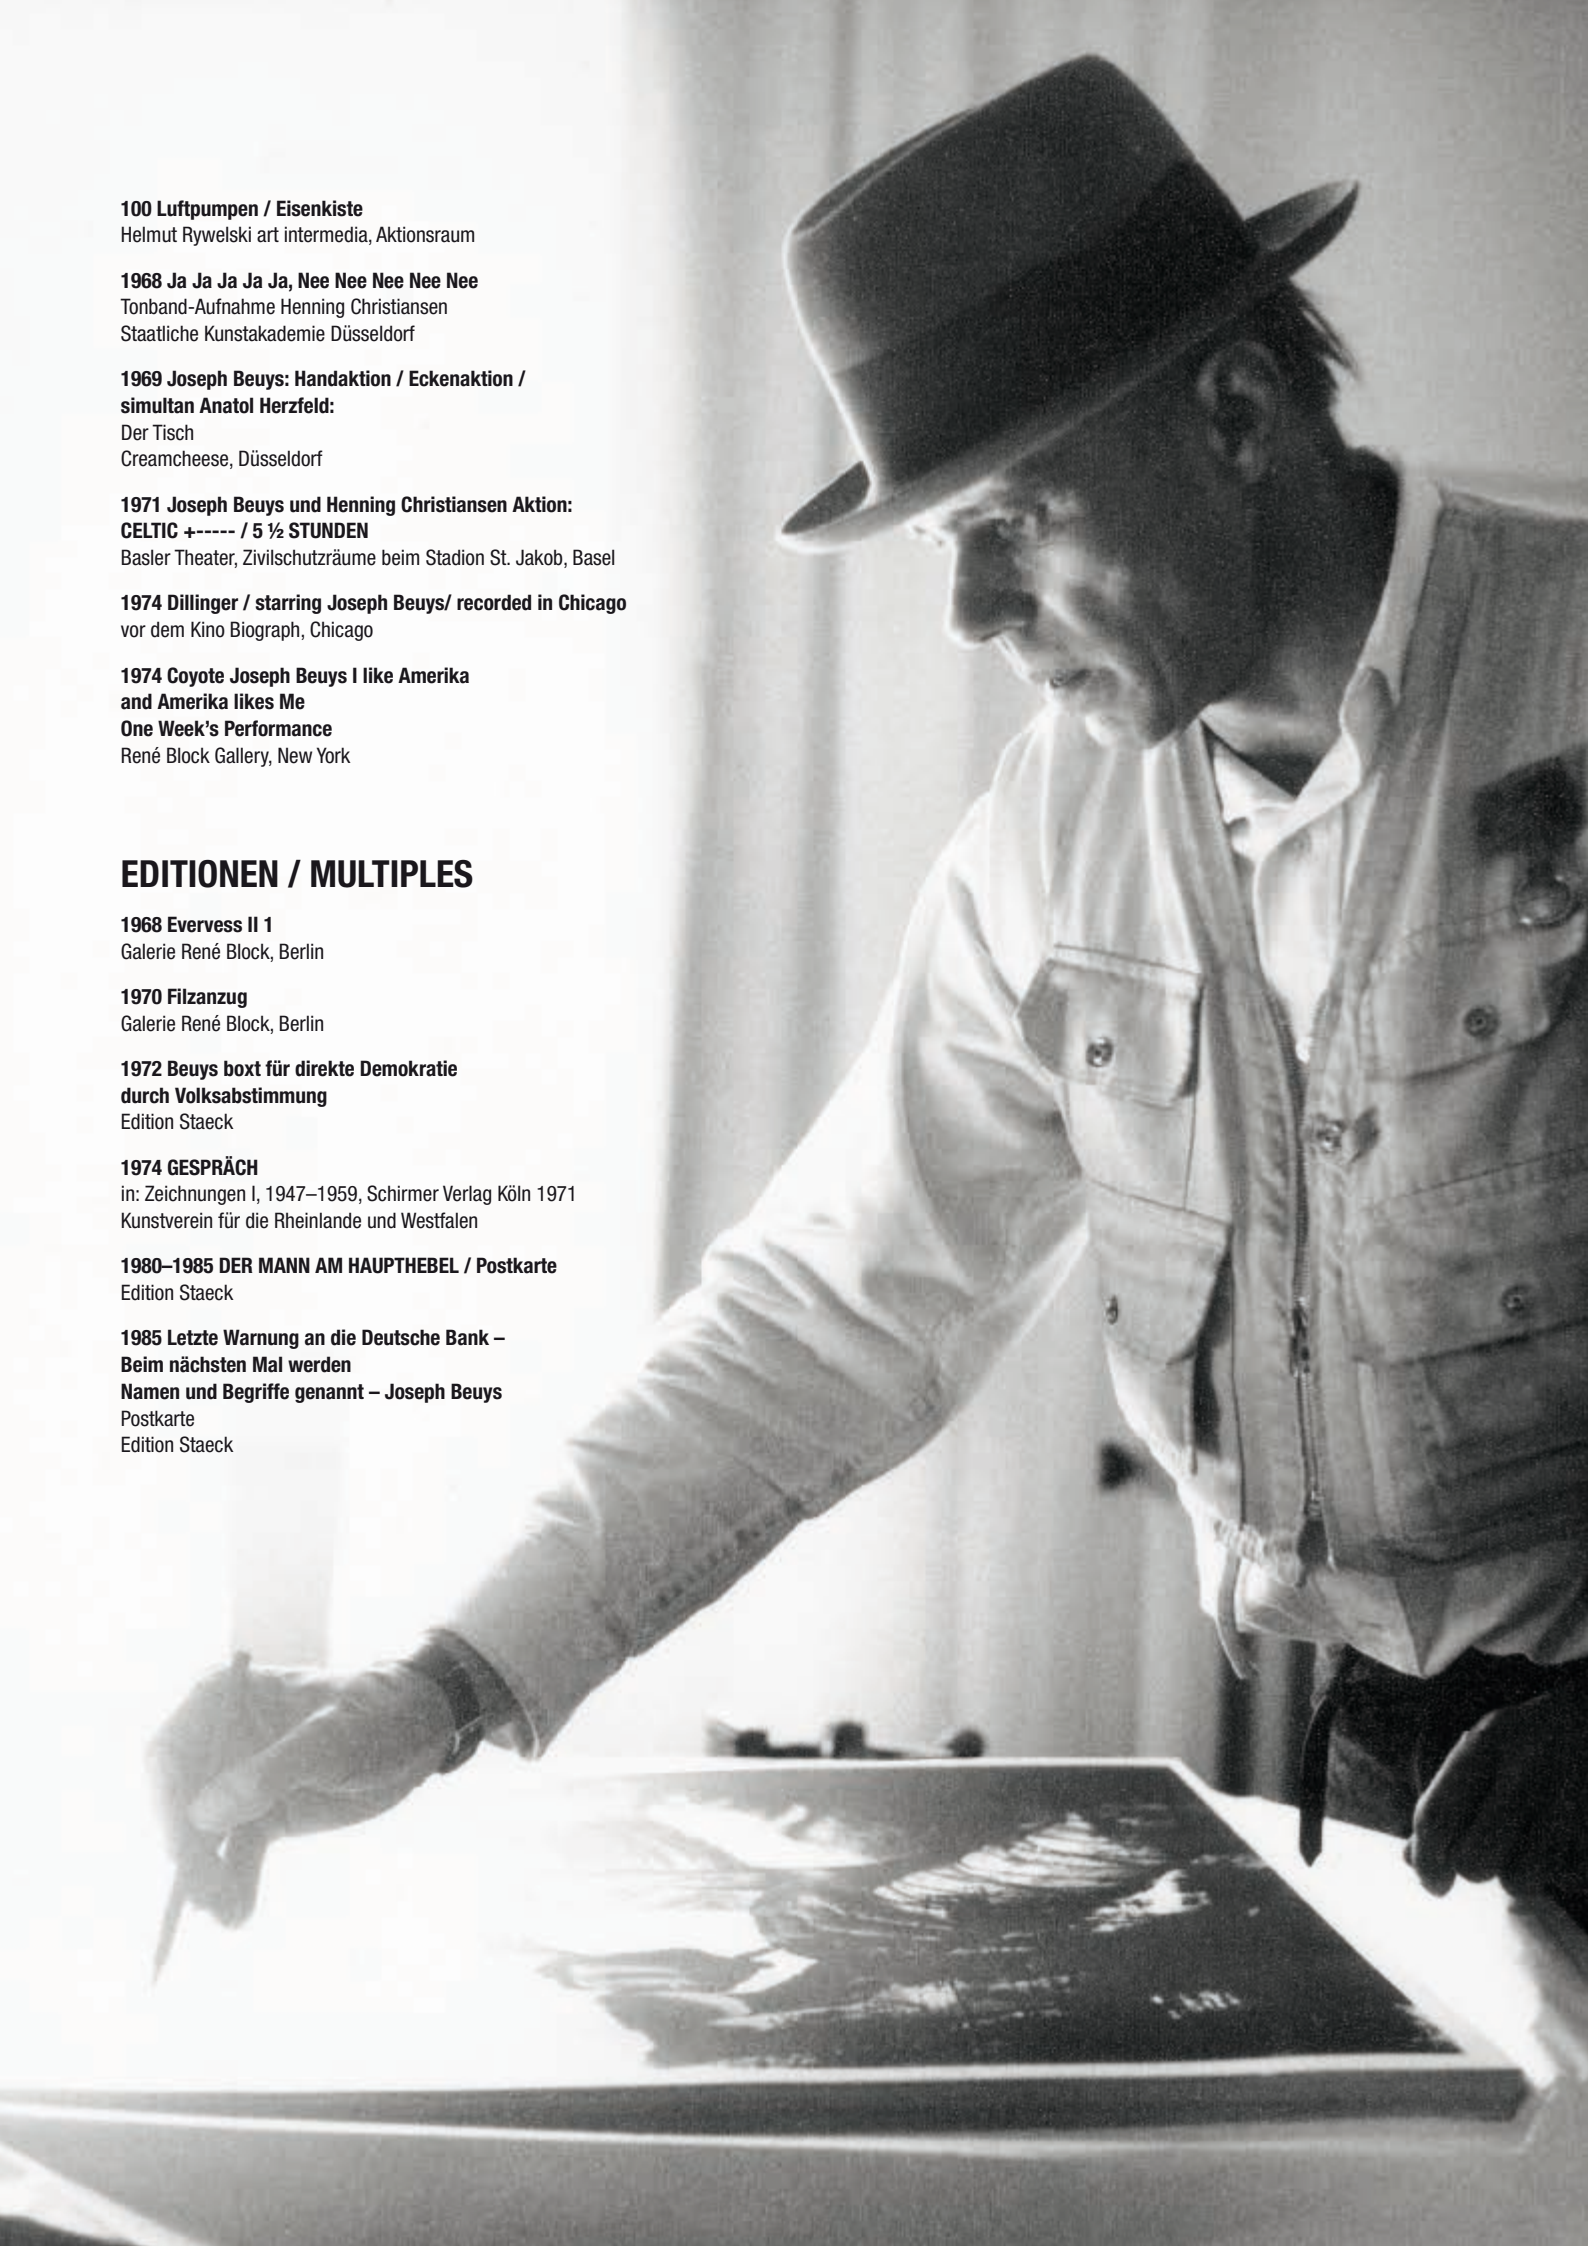 100 Luftpumpen / Eisenkiste
Helmut Rywelski art intermedia, Aktionsraum
1968 Ja Ja Ja Ja Ja, Nee Nee Nee Nee Nee
Tonband-Aufnahme Henning Christiansen
Staatliche Kunstakademie Düsseldorf
1969 Joseph Beuys: Handaktion / Eckenaktion /
simultan Anatol Herzfeld:
Der Tisch
Creamcheese, Düsseldorf
1971 Joseph Beuys und Henning Christiansen Aktion:
CELTIC +----- / 5 ½ STUNDEN
Basler Theater, Zivilschutzräume beim Stadion St. Jakob, Basel
1974 Dillinger / starring Joseph Beuys/ recorded in Chicago
vor dem Kino Biograph, Chicago
1974 Coyote Joseph Beuys I like Amerika
and Amerika likes Me
One Week’s Performance
René Block Gallery, New York
EDITIONEN / MULTIPLES
1968 Evervess II 1
Galerie René Block, Berlin
1970 Filzanzug
Galerie René Block, Berlin
1972 Beuys boxt für direkte Demokratie
durch Volksabstimmung
Edition Staeck
1974 GESPRÄCH
in: Zeichnungen I, 1947–1959, Schirmer Verlag Köln 1971
Kunstverein für die Rheinlande und Westfalen
1980–1985 DER MANN AM HAUPTHEBEL / Postkarte
Edition Staeck
1985 Letzte Warnung an die Deutsche Bank –
Beim nächsten Mal werden
Namen und Begriffe genannt – Joseph Beuys
Postkarte
Edition Staeck